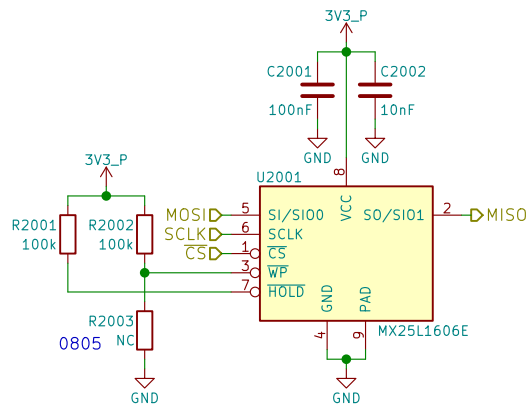 3V3_P
C2001
C2002
100nF
10nF
GND
GND
3V3_P
8
U2001
VCC
R2001
100k
R2002
100k
MOSI
5
SI/SIO0
SO/SIO1
2
MISO
SCLK
6
SCLK
CS
1
CS
3
WP
7
HOLD
GND
PAD
R2003
NC
0805
4
9
MX25L1606E
GND
GND